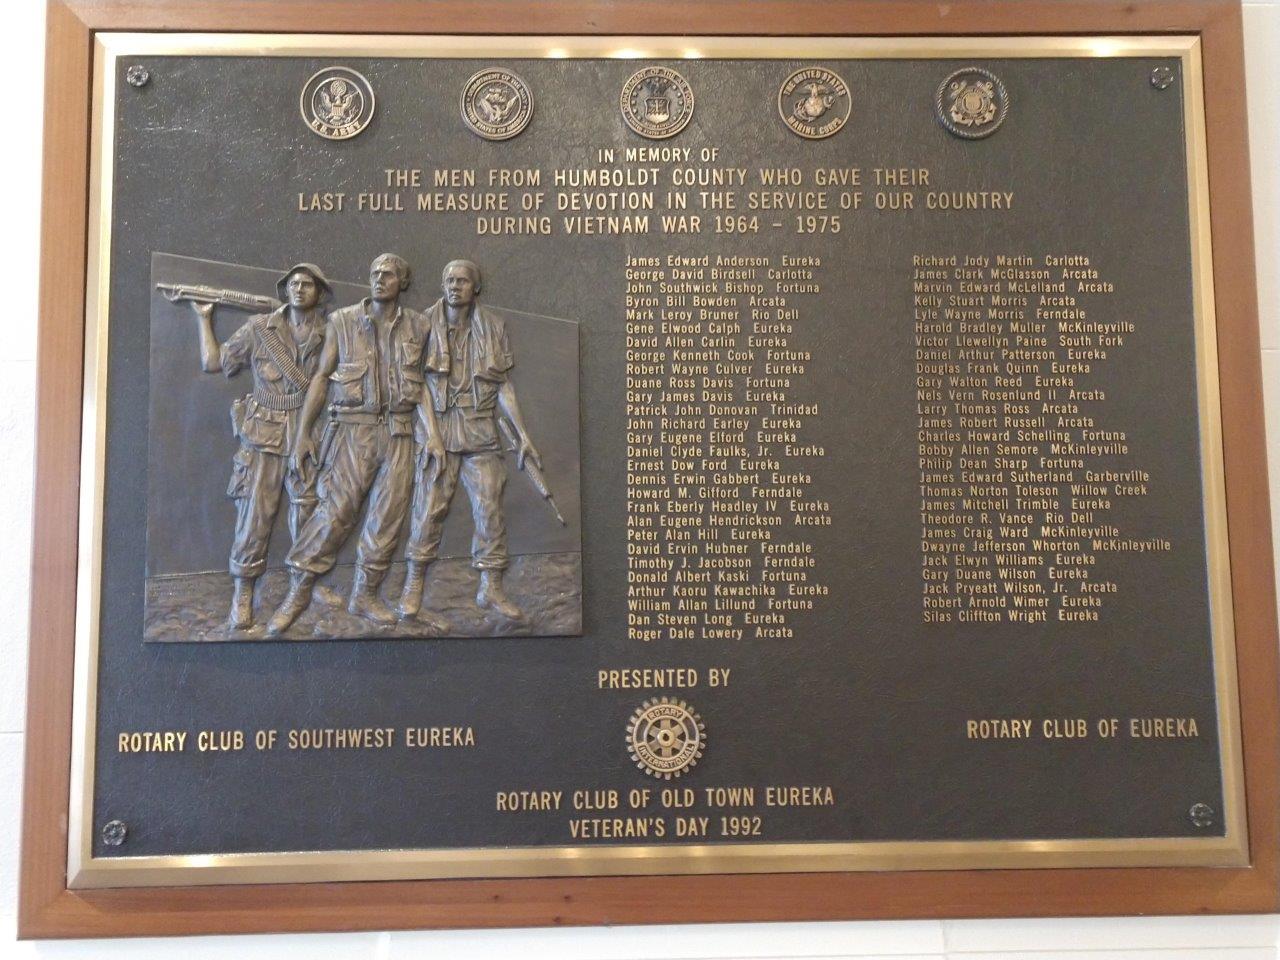 U.S. ARMY
THE UNITED STATES
MARINE CORPS
IN MEMORY OF
THE MEN FROM HUMBOLDT COUNTY WHO GAVE THEIR
LAST FULL MEASURE OF DEVOTION IN THE SERVICE OF OUR COUNTRY
DURING VIETNAM WAR 1964 - 1975
James Edward Anderson Eureka
George David Birdsell Carlotta
John Southwick Bishop Fortuna
Byron Bill Bowden Arcata
Mark Leroy Bruner Rio Dell
Gene Elwood Calph Eureka
David Allen Carlin Eureka
George Kenneth Cook Fortuna
Robert Wayne Culver Eureka
Duane Ross Davis Fortuna
Gary James Davis Eureka
Patrick John Donovan Trinidad
John Richard Earley Eureka
Gary Eugene Elford Eureka
Daniel Clyde Faulks, Jr. Eureka
Ernest Dow Ford Eureka
Dennis Erwin Gabbert Eureka
Howard M. Gifford Ferndale
Frank Eberly Headley IV Eureka
Alan Eugene Hendrickson Arcata
Peter Alan Hill Eureka
David Ervin Hubner Ferndale
Timothy J. Jacobson Ferndale
Donald Albert Kaski Fortuna
Arthur Kaoru Kawachika Eureka
William Allan Lillund Fortuna
Dan Steven Long Eureka
Roger Dale Lowery Arcata
Richard Jody Martin Carlotta
James Clark McGlasson Arcata
Marvin Edward McLelland Arcata
Kelly Stuart Morris Arcata
Lyle Wayne Morris Ferndale
Harold Bradley Muller McKinleyville
Victor Llewellyn Paine South Fork
Daniel Arthur Patterson Eureka
Douglas Frank Quinn Eureka
Gary Walton Reed Eureka
Nels Vern Rosenlund II Arcata
Larry Thomas Ross Arcata
James Robert Russell Arcata
Charles Howard Schelling Fortuna
Bobby Allen Semore McKinleyville
Philip Dean Sharp Fortuna
James Edward Sutherland Garberville
Thomas Norton Toleson Willow Creek
James Mitchell Trimble Eureka
Theodore R. Vance Rio Dell
James Craig Ward McKinleyville
Dwayne Jefferson Whorton McKinleyville
Jack Elwyn Williams Eureka
Gary Duane Wilson Eureka
Jack Pryeatt Wilson, Jr. Arcata
Robert Arnold Wimer Eureka
Silas Cliffton Wright Eureka
PRESENTED BY
ROTARY
INTERNATIONAL
ROTARY CLUB OF SOUTHWEST EUREKA
ROTARY CLUB OF EUREKA
ROTARY CLUB OF OLD TOWN EUREKA
VETERAN'S DAY 1992